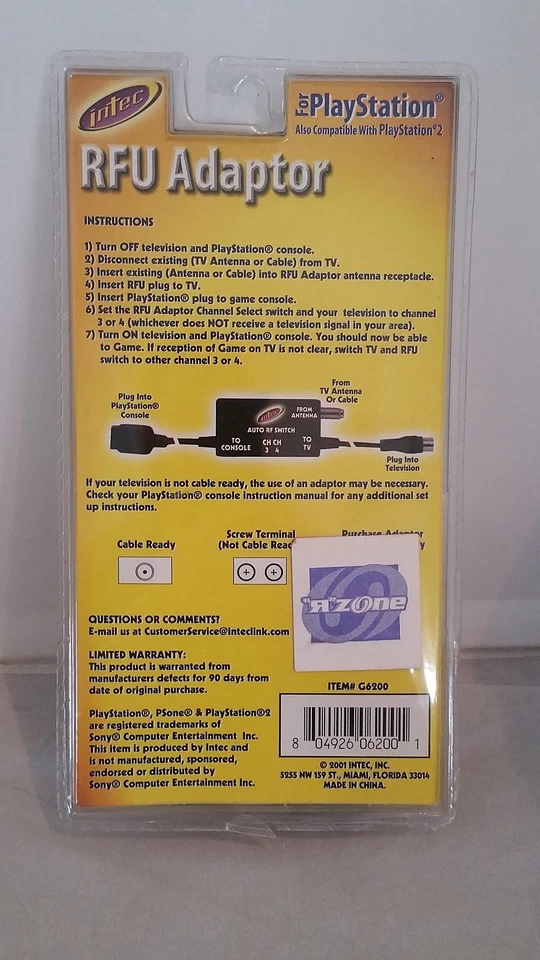 intec
For PlayStation®
Also Compatible With PlayStation®2
RFU Adaptor
INSTRUCTIONS
1) Turn OFF television and PlayStation® console.
2) Disconnect existing (TV Antenna or Cable) from TV.
3) Insert existing (Antenna or Cable) into RFU Adaptor antenna receptacle.
4) Insert RFU plug to TV.
5) Insert PlayStation® plug to game console.
6) Set the RFU Adaptor Channel Select switch and your television to channel
3 or 4 (whichever does NOT receive a television signal in your area).
7) Turn ON television and PlayStation® console. You should now be able
to Game. If reception of Game on TV is not clear, switch TV and RFU
switch to other channel 3 or 4.
Plug Into
PlayStation®
Console
From
TV Antenna
Or Cable
intec
FROM
ANTENNA
AUTO RF SWITCH
TO
CONSOLE
CH CH
3 4
TO
TV
Plug Into
Television
If your television is not cable ready, the use of an adaptor may be necessary.
Check your PlayStation® console instruction manual for any additional set
up instructions.
Cable Ready
Screw Terminal
(Not Cable Rea
Purchase Adaptor
y
"R"ZONE
QUESTIONS OR COMMENTS?
E-mail us at CustomerService@Inteclink.com
LIMITED WARRANTY:
This product is warranted from
manufacturers defects for 90 days from
date of original purchase.
PlayStation®, PSone® & PlayStation®2
are registered trademarks of
Sony® Computer Entertainment Inc.
This item is produced by Intec and
is not manufactured, sponsored,
endorsed or distributed by
Sony® Computer Entertainment Inc.
ITEM# G6200
8 04926 06200 1
© 2001 INTEC, INC.
5255 NW 159 ST., MIAMI, FLORIDA 33014
MADE IN CHINA.